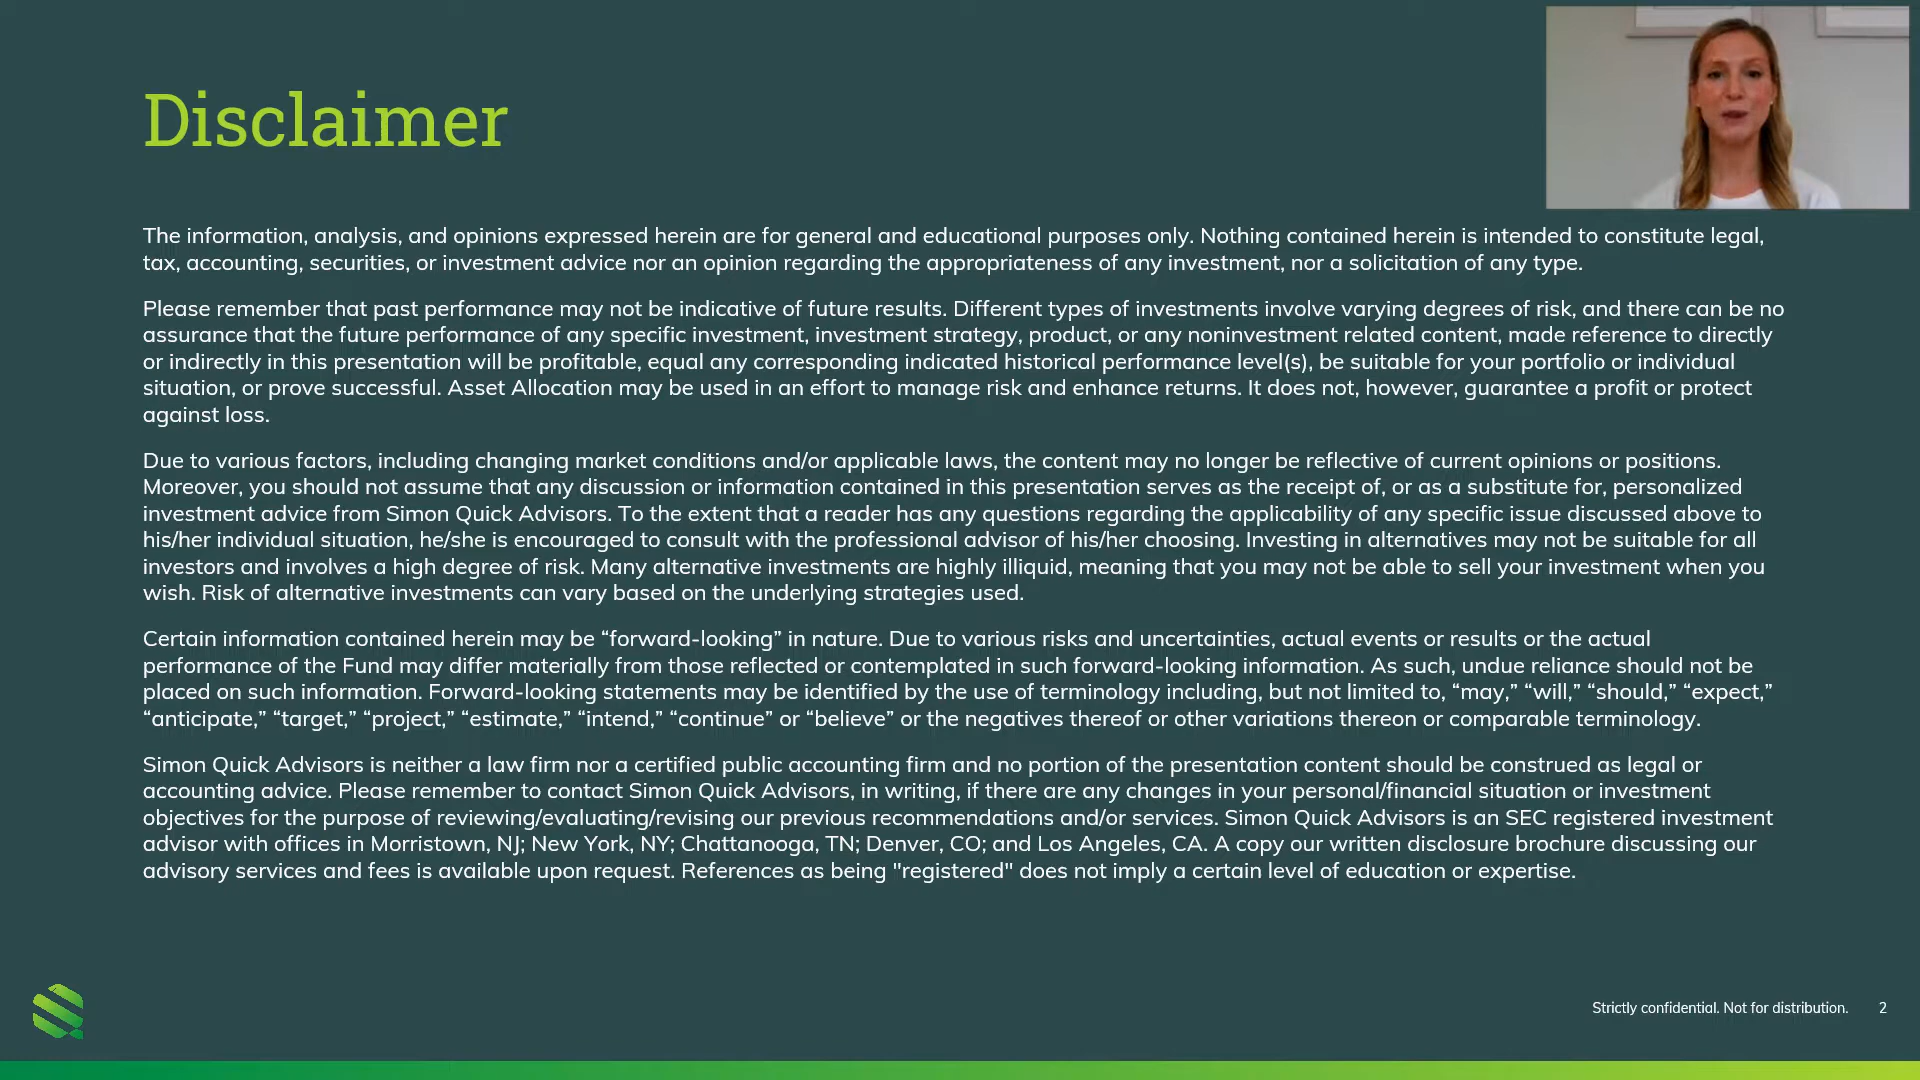 Disclaimer
The information, analysis, and opinions expressed herein are for general and educational purposes only. Nothing contained herein is intended to constitute legal,
tax, accounting, securities, or investment advice nor an opinion regarding the appropriateness of any investment, nor a solicitation of any type.
Please remember that past performance may not be indicative of future results. Different types of investments involve varying degrees of risk, and there can be no
assurance that the future performance of any specific investment, investment strategy, product, or any noninvestment related content, made reference to directly
or indirectly in this presentation will be profitable, equal any corresponding indicated historical performance level(s), be suitable for your portfolio or individual
situation, or prove successful. Asset Allocation may be used in an effort to manage risk and enhance returns. It does not, however, guarantee a profit or protect
against loss.
Due to various factors, including changing market conditions and/or applicable laws, the content may no longer be reflective of current opinions or positions.
Moreover, you should not assume that any discussion or information contained in this presentation serves as the receipt of, or as a substitute for, personalized
investment advice from Simon Quick Advisors. To the extent that a reader has any questions regarding the applicability of any specific issue discussed above to
his/her individual situation, he/she is encouraged to consult with the professional advisor of his/her choosing. Investing in alternatives may not be suitable for all
investors and involves a high degree of risk. Many alternative investments are highly illiquid, meaning that you may not be able to sell your investment when you
wish. Risk of alternative investments can vary based on the underlying strategies used.
Certain information contained herein may be “forward-looking” in nature. Due to various risks and uncertainties, actual events or results or the actual
performance of the Fund may differ materially from those reflected or contemplated in such forward-looking information. As such, undue reliance should not be
placed on such information. Forward-looking statements may be identified by the use of terminology including, but not limited to, “may,” “will,” “should,” “expect,”
“anticipate,” “target,” “project,” “estimate,” “intend,” “continue” or “believe” or the negatives thereof or other variations thereon or comparable terminology.
Simon Quick Advisors is neither a law firm nor a certified public accounting firm and no portion of the presentation content should be construed as legal or
accounting advice. Please remember to contact Simon Quick Advisors, in writing, if there are any changes in your personal/financial situation or investment
objectives for the purpose of reviewing/evaluating/revising our previous recommendations and/or services. Simon Quick Advisors is an SEC registered investment
advisor with offices in Morristown, NJ; New York, NY; Chattanooga, TN; Denver, CO; and Los Angeles, CA. A copy our written disclosure brochure discussing our
advisory services and fees is available upon request. References as being "registered" does not imply a certain level of education or expertise.
Strictly confidential. Not for distribution. 2